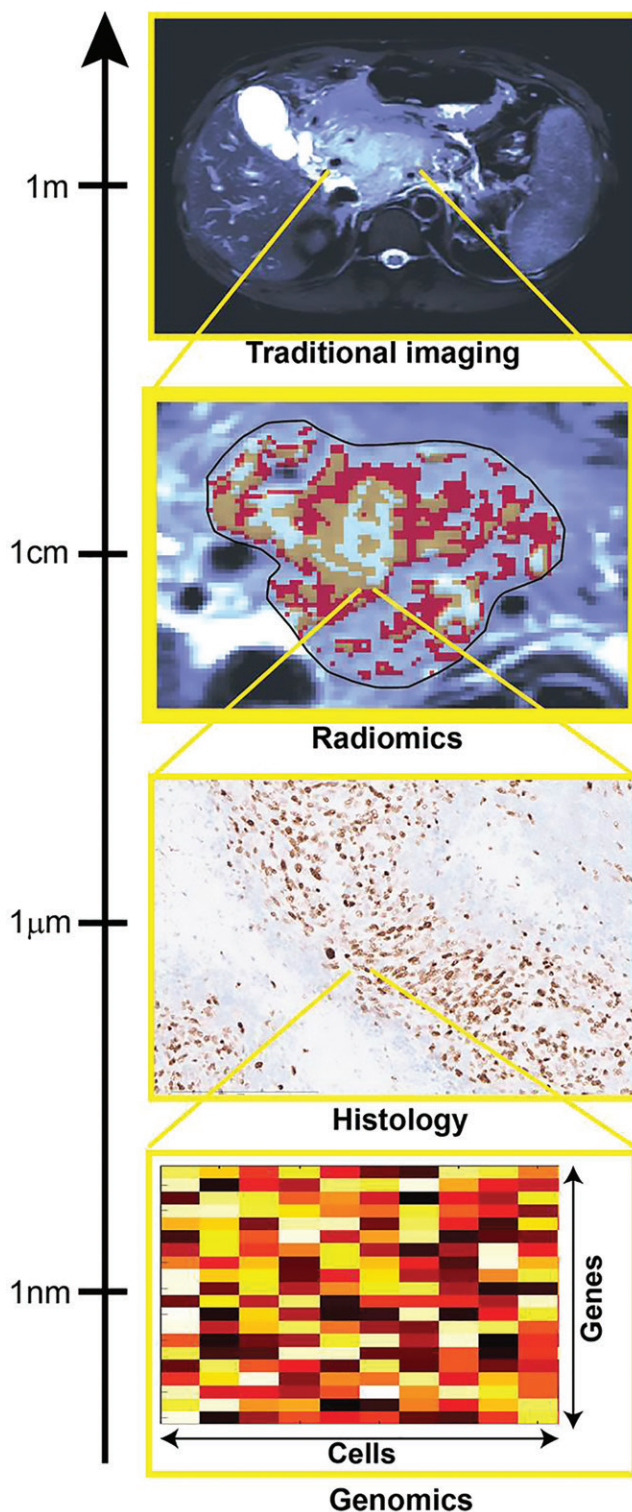 1m
Traditional imaging
1cm
Radiomics
1μm
Histology
1nm
Genes
Cells
Genomics